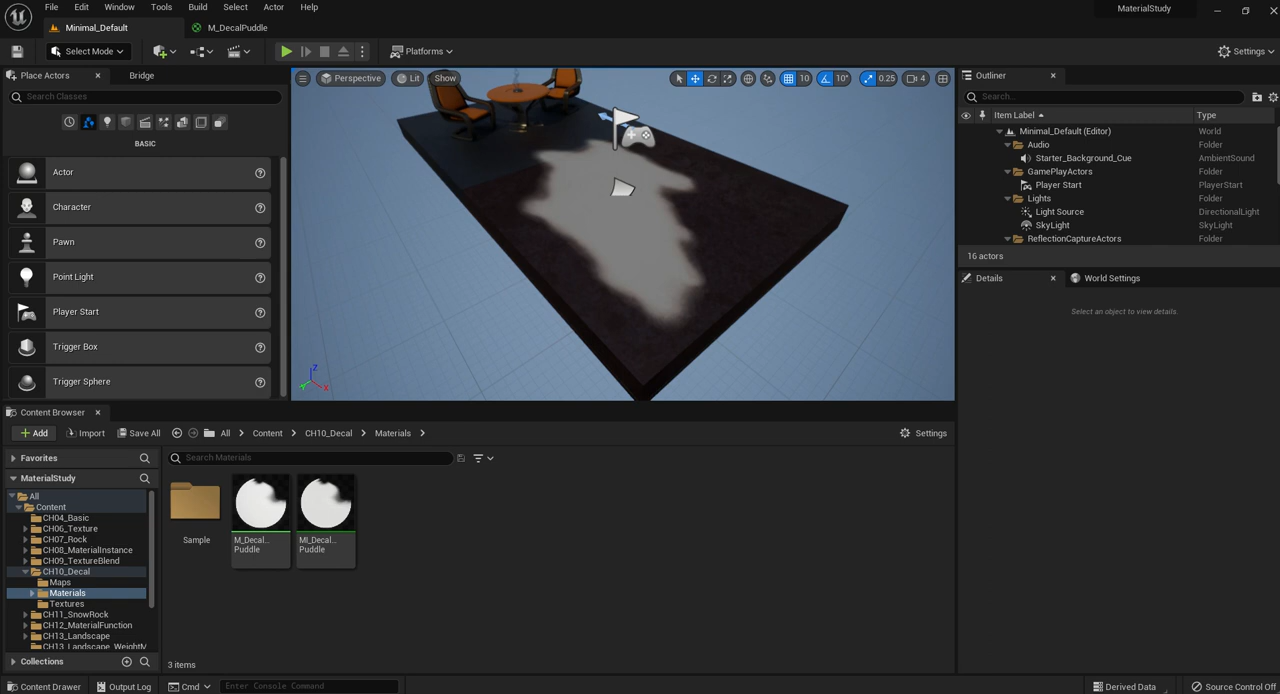 File Edit Window Tools Build Select Actor Help
MaterialStudy
Minimal_Default M_DecalPuddle
Select Mode Platforms Settings
Place Actors Bridge
Search Classes
BASIC
Actor
Character
Pawn
Point Light
Player Start
Trigger Box
Trigger Sphere
Perspective Lit Show 10 10° 0.25 4
Z
X
Y
Outliner
Search...
Item Label Type
Minimal_Default (Editor) World
Audio Folder
Starter_Background_Cue AmbientSound
GamePlayActors Folder
Player Start PlayerStart
Lights Folder
Light Source DirectionalLight
SkyLight SkyLight
ReflectionCaptureActors Folder
16 actors
Details World Settings
Select an object to view details.
Content Browser
Add Import Save All All Content CH10_Decal Materials Settings
Favorites
MaterialStudy
All
Content
CH04_Basic
CH06_Texture
CH07_Rock
CH08_MaterialInstance
CH09_TextureBlend
CH10_Decal
Maps
Materials
Textures
CH11_SnowRock
CH12_MaterialFunction
CH13_Landscape
CH13_Landscape_WeightM
Collections
Search Materials
Sample
M_Decal...
Puddle
MI_Decal...
Puddle
3 items
Content Drawer Output Log Cmd Enter Console Command Derived Data Source Control Off